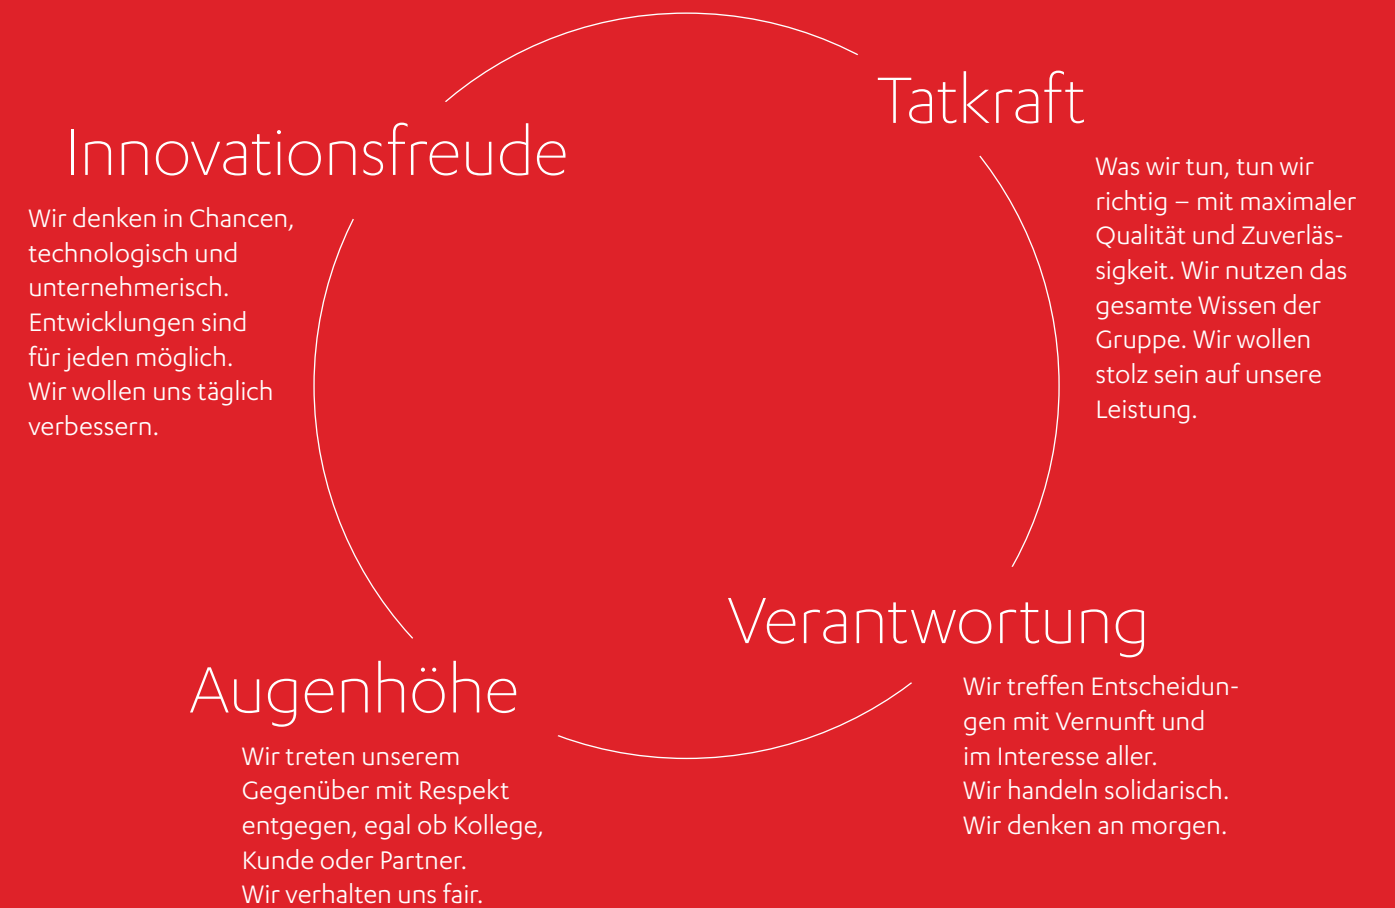 Innovationsfreude
Wir denken in Chancen,
technologisch und
unternehmerisch.
Entwicklungen sind
für jeden möglich.
Wir wollen uns täglich
verbessern.
Tatkraft
Was wir tun, tun wir
richtig – mit maximaler
Qualität und Zuverläs-
sigkeit. Wir nutzen das
gesamte Wissen der
Gruppe. Wir wollen
stolz sein auf unsere
Leistung.
Augenhöhe
Wir treten unserem
Gegenüber mit Respekt
entgegen, egal ob Kollege,
Kunde oder Partner.
Wir verhalten uns fair.
Verantwortung
Wir treffen Entscheidun-
gen mit Vernunft und
im Interesse aller.
Wir handeln solidarisch.
Wir denken an morgen.